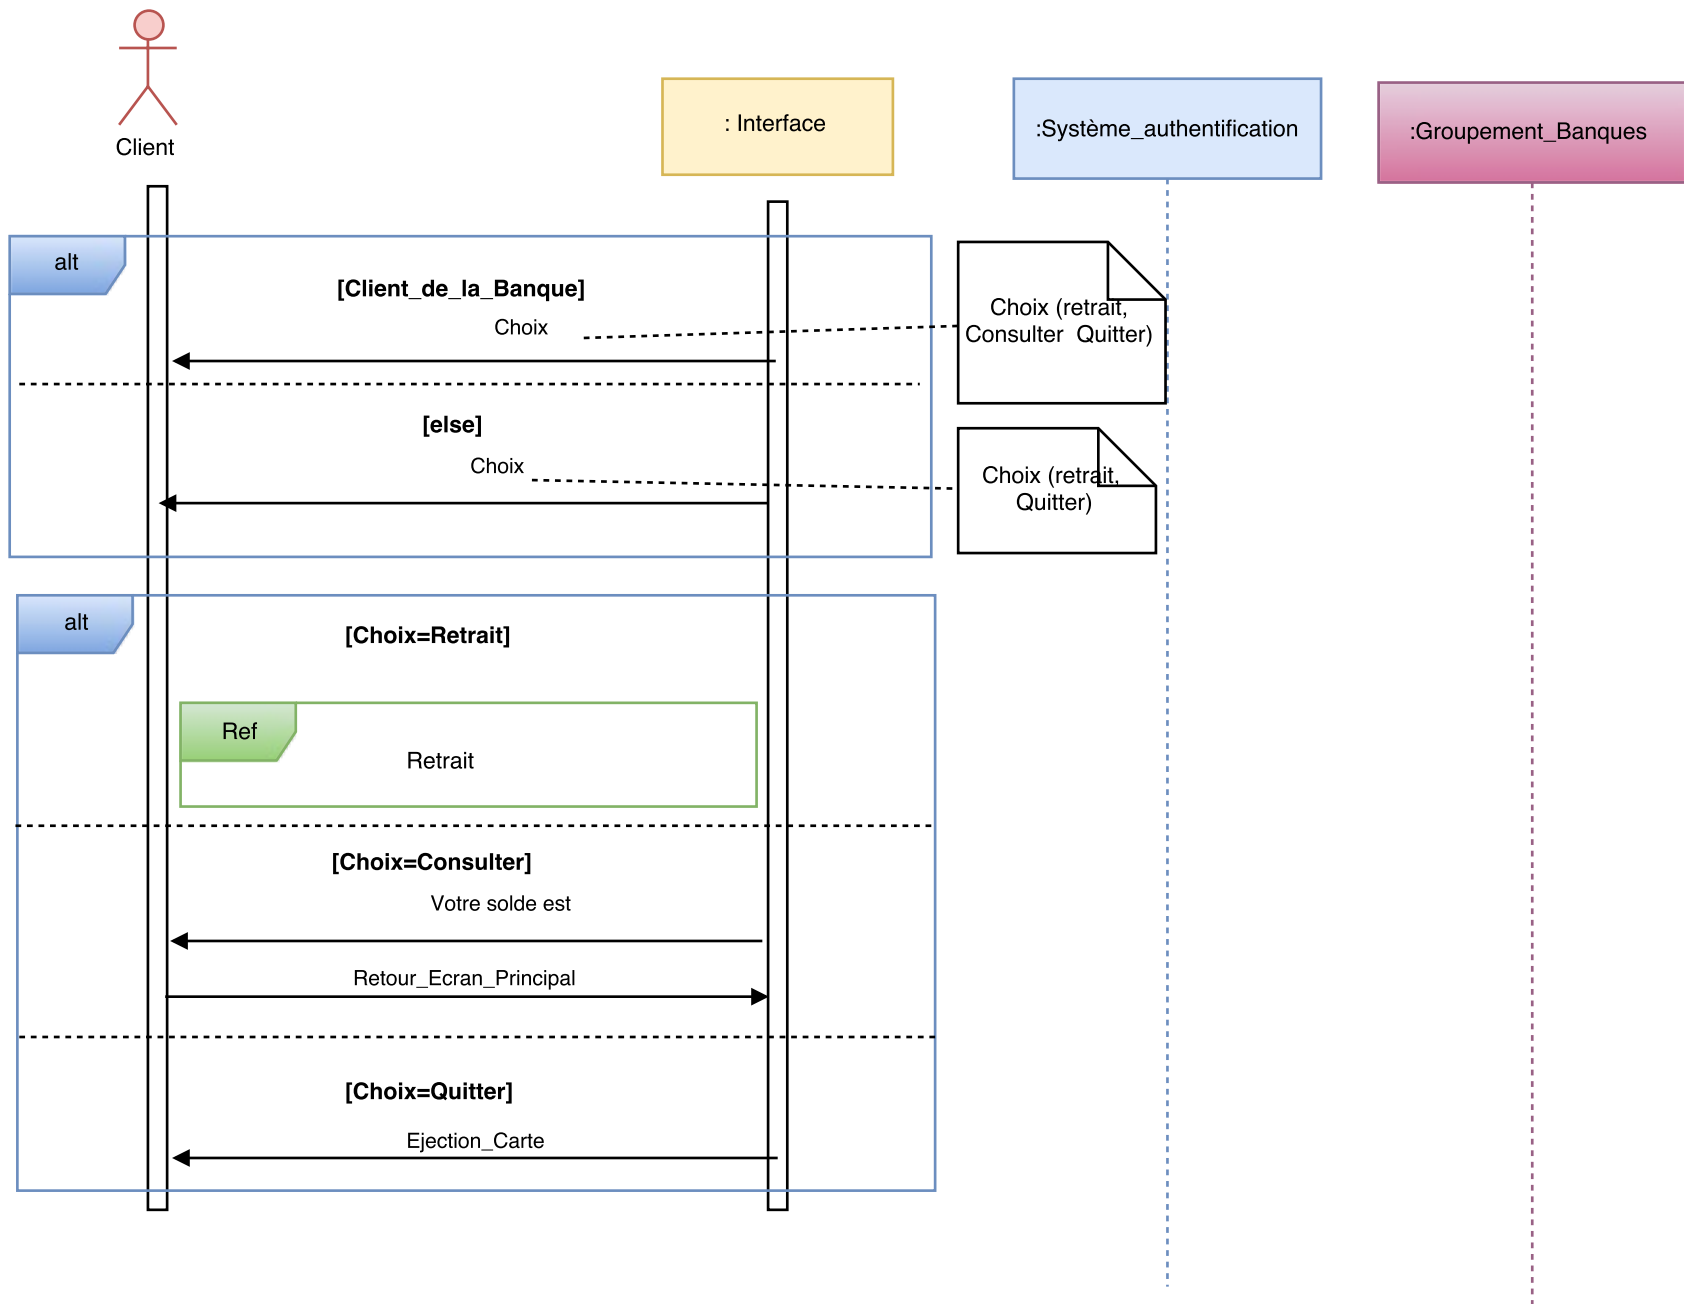 Client
: Interface
:Système_authentification
:Groupement_Banques
alt
[Client_de_la_Banque]
Choix
Choix (retrait,
Consulter  Quitter)
[else]
Choix
Choix (retrait,
Quitter)
alt
[Choix=Retrait]
Ref
Retrait
[Choix=Consulter]
Votre solde est
Retour_Ecran_Principal
[Choix=Quitter]
Ejection_Carte